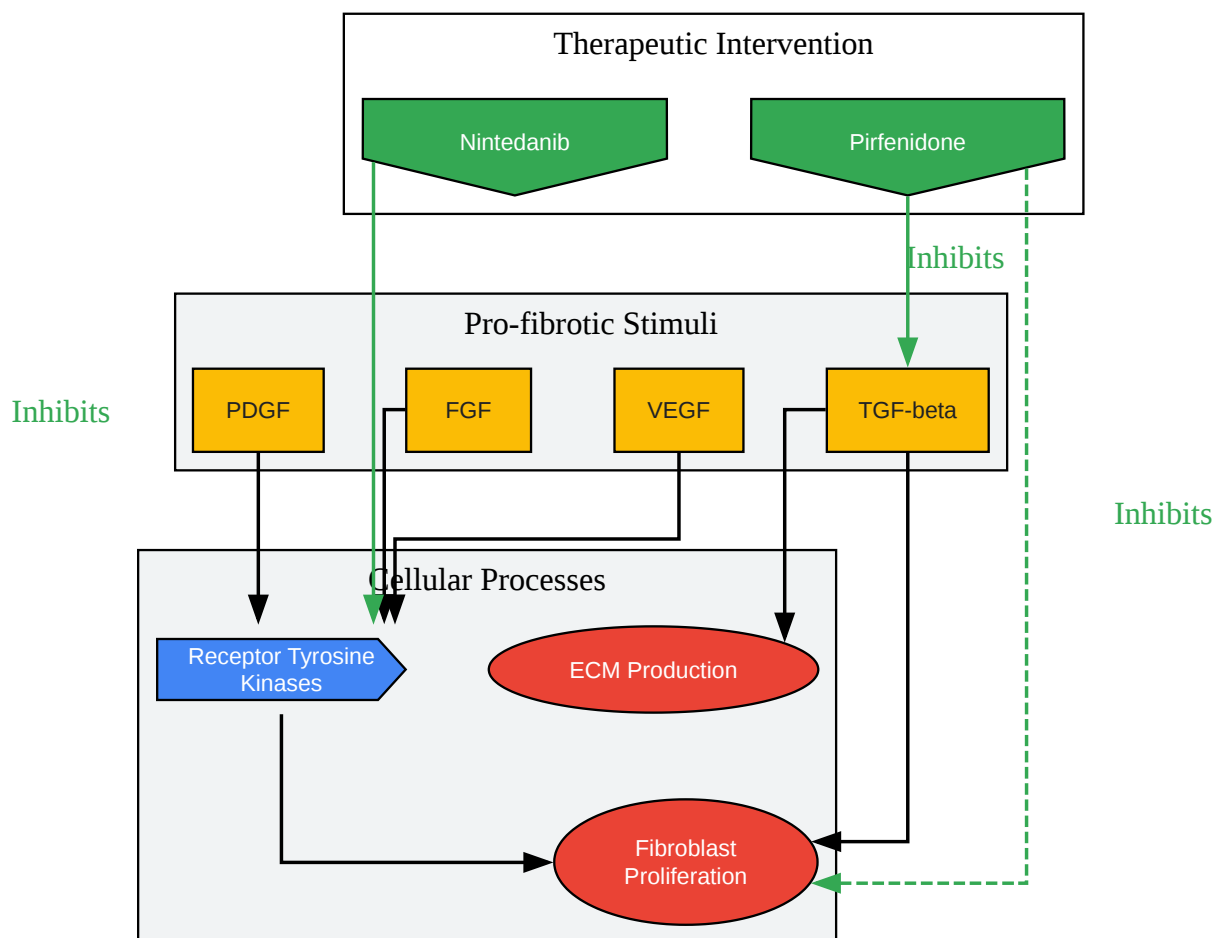 Therapeutic Intervention
Nintedanib
Pirfenidone
Inhibits
Pro-fibrotic Stimuli
PDGF
FGF
VEGF
TGF-beta
Inhibits
Inhibits
Cellular Processes
Receptor Tyrosine
Kinases
ECM Production
Fibroblast
Proliferation